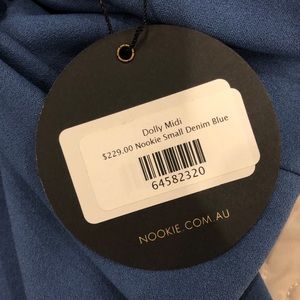 Dolly Midi
$229.00 Nookie Small Denim Blue
64582320
NOOKIE.COM.AU